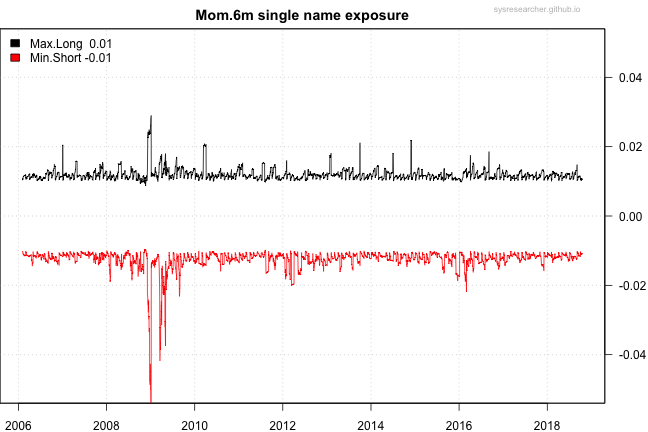 Mom.6m single name exposure
sysresearcher.github.io
Max.Long  0.01
Min.Short -0.01
0.04
0.02
0.00
-0.02
-0.04
2006 2008 2010 2012 2014 2016 2018